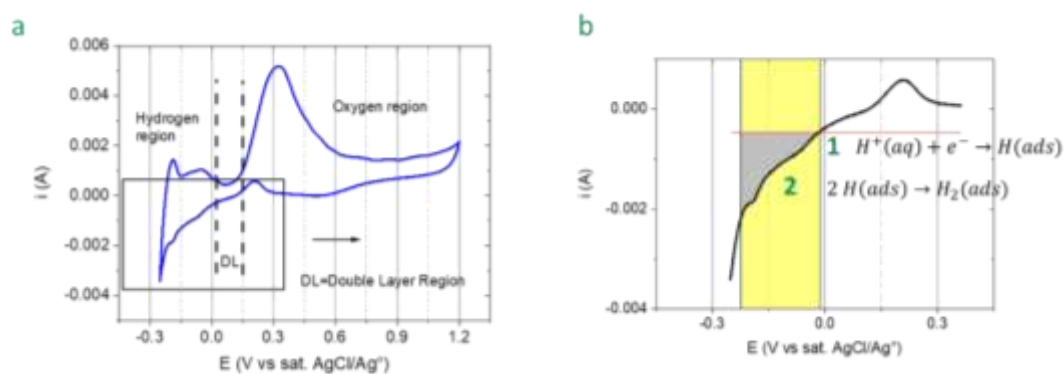 a
0.006
0.004
0.002
0.000
-0.002
-0.004
i (A)
Hydrogen
region
Oxygen region
DL
DL=Double Layer Region
-0.3
0.0
0.3
0.6
0.9
1.2
E (V vs sat. AgCl/Ag°)
b
0.000
-0.002
-0.004
i (A)
1 H⁺(aq) + e⁻ → H(ads)
2 2 H(ads) → H₂(ads)
-0.3
0.0
0.3
E (V vs sat. AgCl/Ag°)